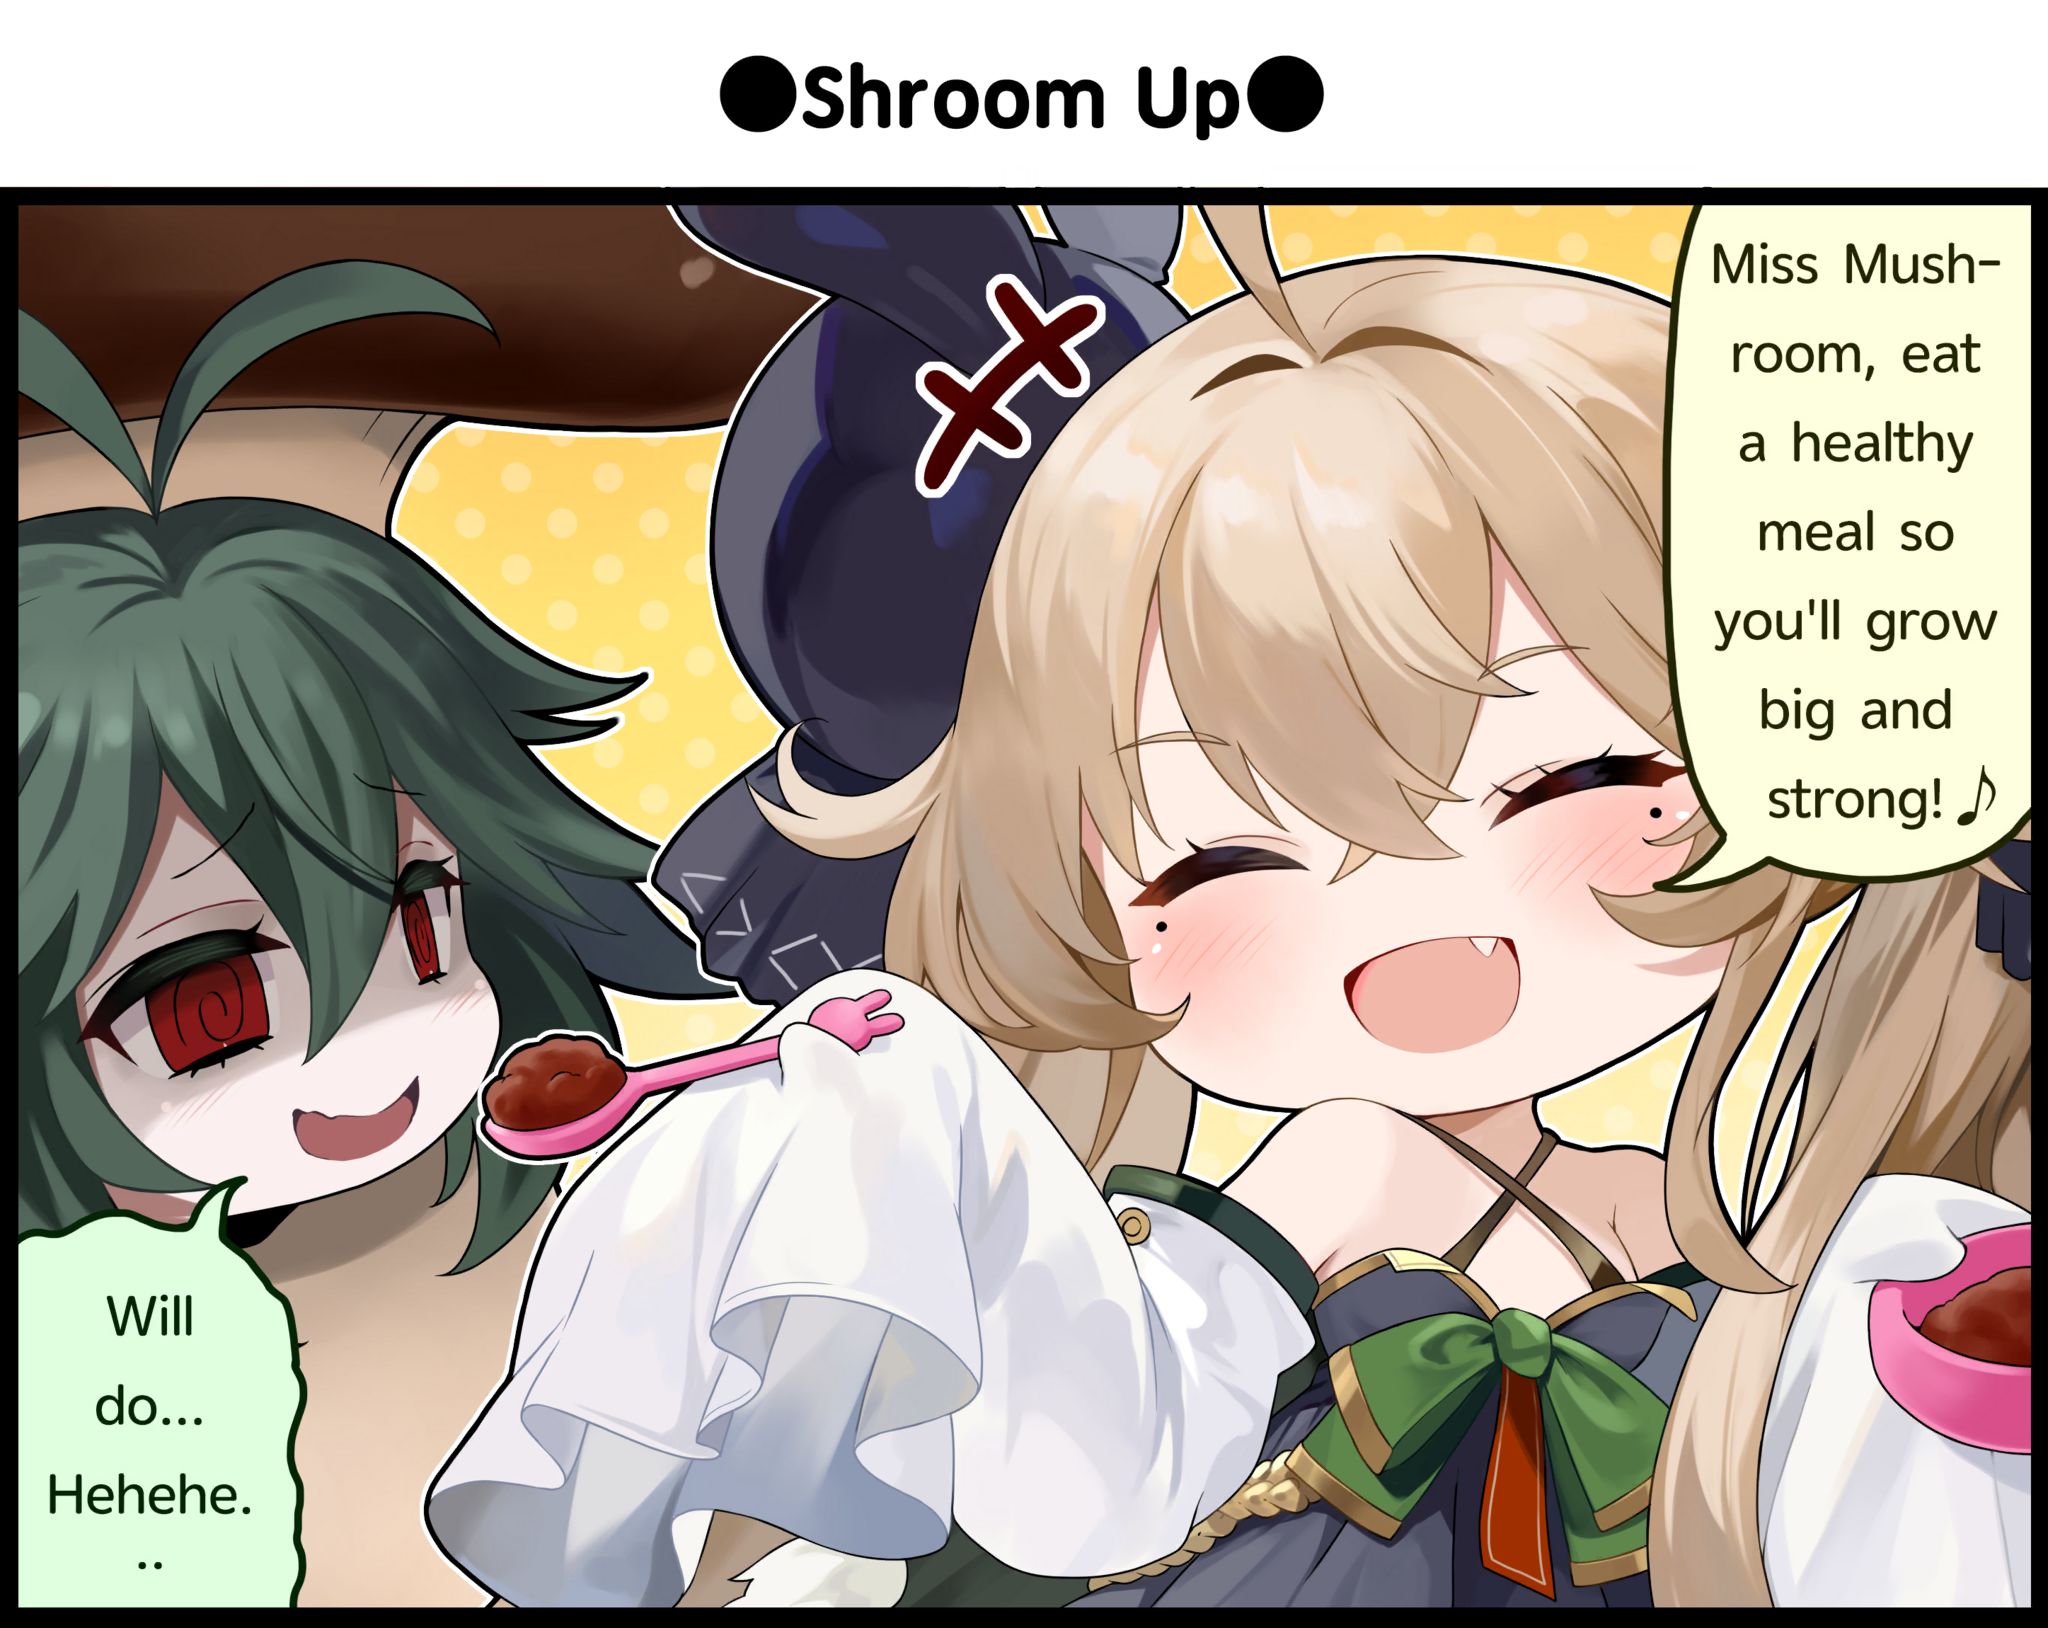 ●Shroom Up●
Miss Mush-
room, eat
a healthy
meal so
you'll grow
big and
strong!♪
Will
do...
Hehehe.
..